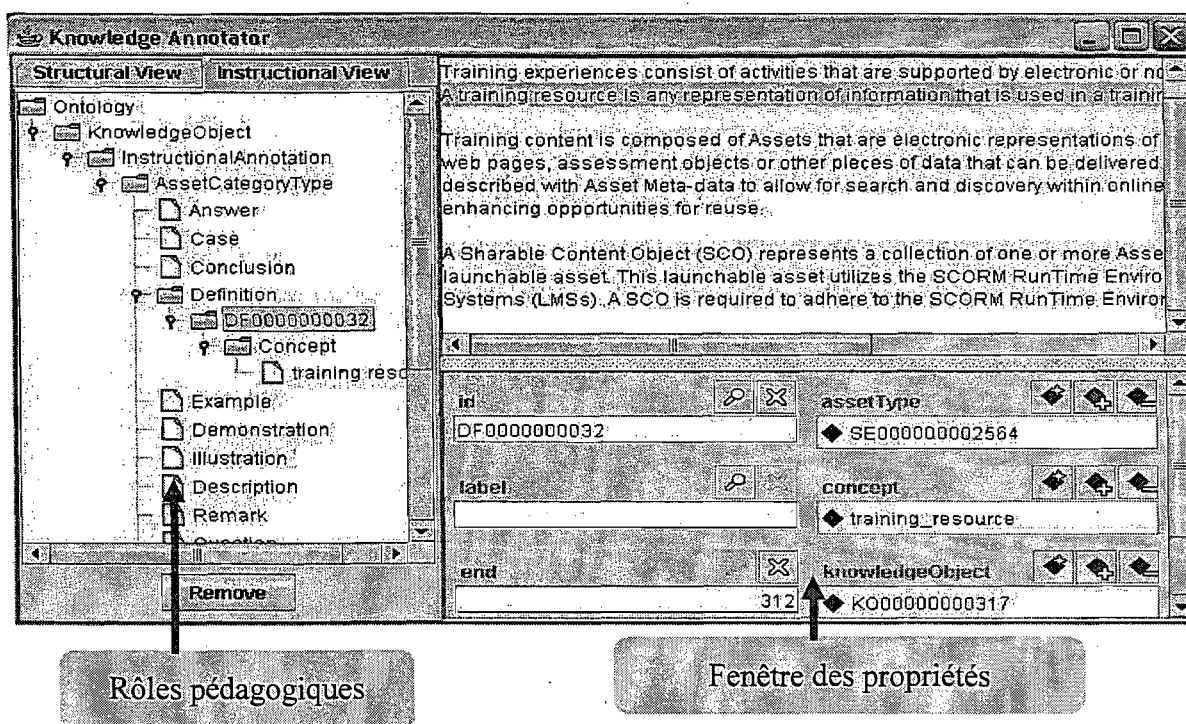 Knowledge Annotator
Structural View
Instructional View
Ontology
KnowledgeObject
InstructionalAnnotation
AssetCategoryType
Answer
Case
Conclusion
Definition
DF0000000032
Concept
training reso
Example
Demonstration
Illustration
Description
Remark
Question
Remove
Training experiences consist of activities that are supported by electronic or no
A training resource is any representation of information that is used in a trainin
Training content is composed of Assets that are electronic representations of
web pages, assessment objects or other pieces of data that can be delivered
described with Asset Meta-data to allow for search and discovery within online
enhancing opportunities for reuse.
A Sharable Content Object (SCO) represents a collection of one or more Asse
launchable asset. This launchable asset utilizes the SCORM RunTime Enviro
Systems (LMSs). A SCO is required to adhere to the SCORM RunTime Enviror
id
DF0000000032
assetType
SE000000002564
label
concept
training_resource
end
312
knowledgeObject
KO00000000317
Rôles pédagogiques
Fenêtre des propriétés